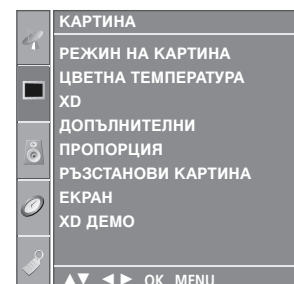 КАРТИНА
РЕЖИН НА КАРТИНА
ЦВЕТНА ТЕМПЕРАТУРА
XD
ДОПЪЛНИТЕЛНИ
ПРОПОРЦИЯ
РЪЗСТАНОВИ КАРТИНА
ЕКРАН
XD ДЕМО
▲▼ ◄► OK MENU